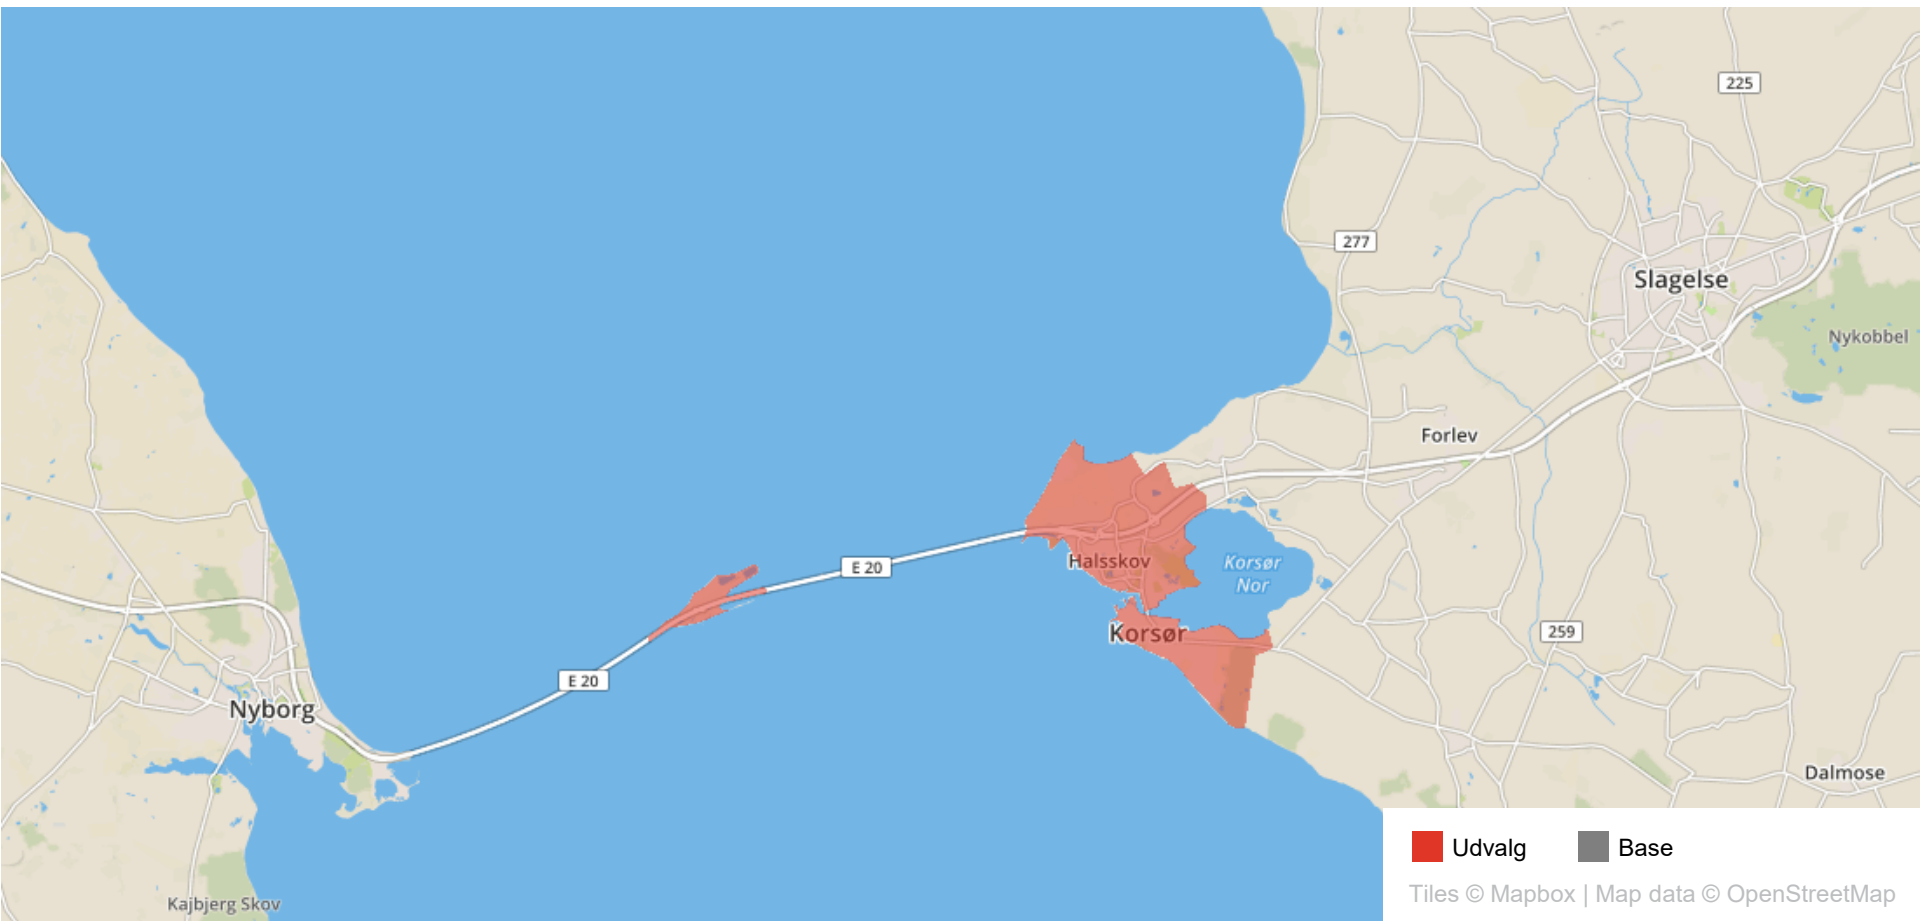 225
277
Slagelse
Nykobbel
Forlev
E 20
Halsskov
Korsør
Nor
Korsør
259
E 20
Nyborg
Dalmose
Udvalg
Base
Tiles © Mapbox | Map data © OpenStreetMap
Kajbjerg Skov